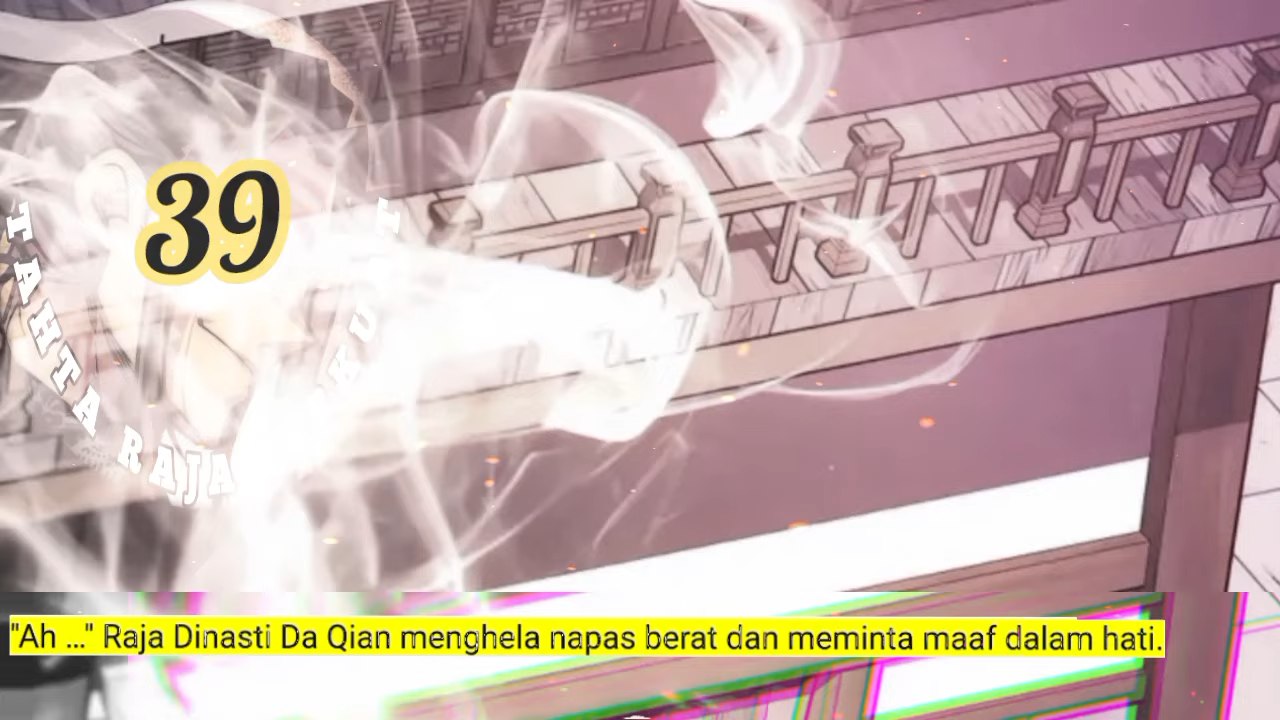 39
TAHTA RAJA
"Ah ..." Raja Dinasti Da Qian menghela napas berat dan meminta maaf dalam hati.